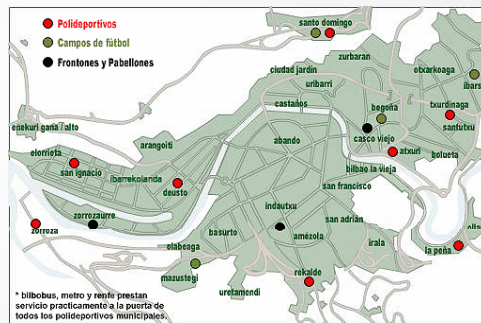 Polideportivos
Campos de fútbol
Frontones y Pabellones
santo domingo
zurbaran
ciudad jardin
otxarkoaga
uribarri
ibars
castaños
begoña
txurdinaga
enekuri gana / alto
santutxu
arangoiti
casco viejo
abando
atxuri
bolueta
elorrieta
bilbao la vieja
san ignacio
ibarrekolanda
deusto
san francisco
indautxu
zorrozaurre
san adrian
zorroza
basurto
amézola
olabeaga
irala
la peña
mazustegi
rekalde
uretamendi
* bilbobus, metro y renfe prestan
servicio practicamente a la puerta de
todos los polideportivos municipales.